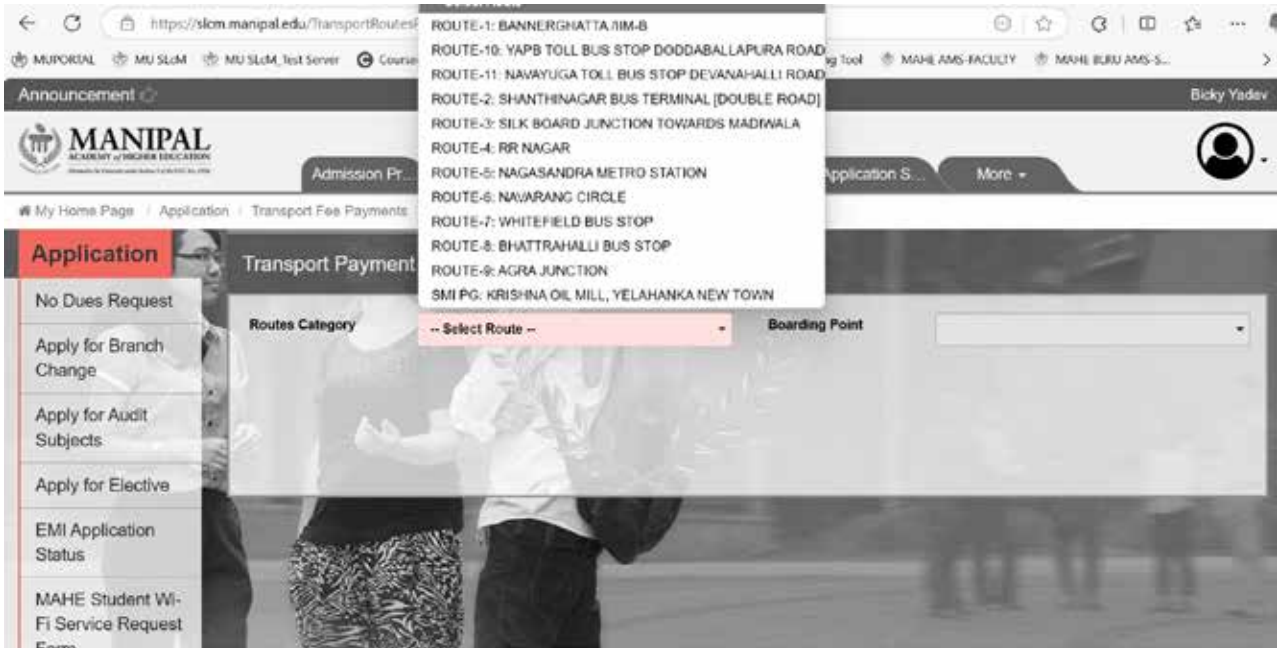 https://slcm.manipal.edu/TransportRoutes
MUPORTAL MU SLcM MU SLcM_Test Server MAHE AMS-FACULTY MAHE BLRU AMS-S...
Announcement
Bicky Yadev
MANIPAL
ACADEMY of HIGHER EDUCATION
Admission Pr... Application S... More
My Home Page / Application / Transport Fee Payments
ROUTE-1: BANNERGHATTA /IIM-B
ROUTE-10: YAPB TOLL BUS STOP DODDABALLAPURA ROAD
ROUTE-11: NAVAYUGA TOLL BUS STOP DEVANAHALLI ROAD
ROUTE-2: SHANTHINAGAR BUS TERMINAL [DOUBLE ROAD]
ROUTE-3: SILK BOARD JUNCTION TOWARDS MADIWALA
ROUTE-4: RR NAGAR
ROUTE-5: NAGASANDRA METRO STATION
ROUTE-6: NAVARANG CIRCLE
ROUTE-7: WHITEFIELD BUS STOP
ROUTE-8: BHATTRAHALLI BUS STOP
ROUTE-9: AGRA JUNCTION
SMI PG: KRISHNA OIL MILL, YELAHANKA NEW TOWN
Application
No Dues Request
Apply for Branch
Change
Apply for Audit
Subjects
Apply for Elective
EMI Application
Status
MAHE Student Wi-
Fi Service Request
Form
Transport Payment
Routes Category
-- Select Route --
Boarding Point